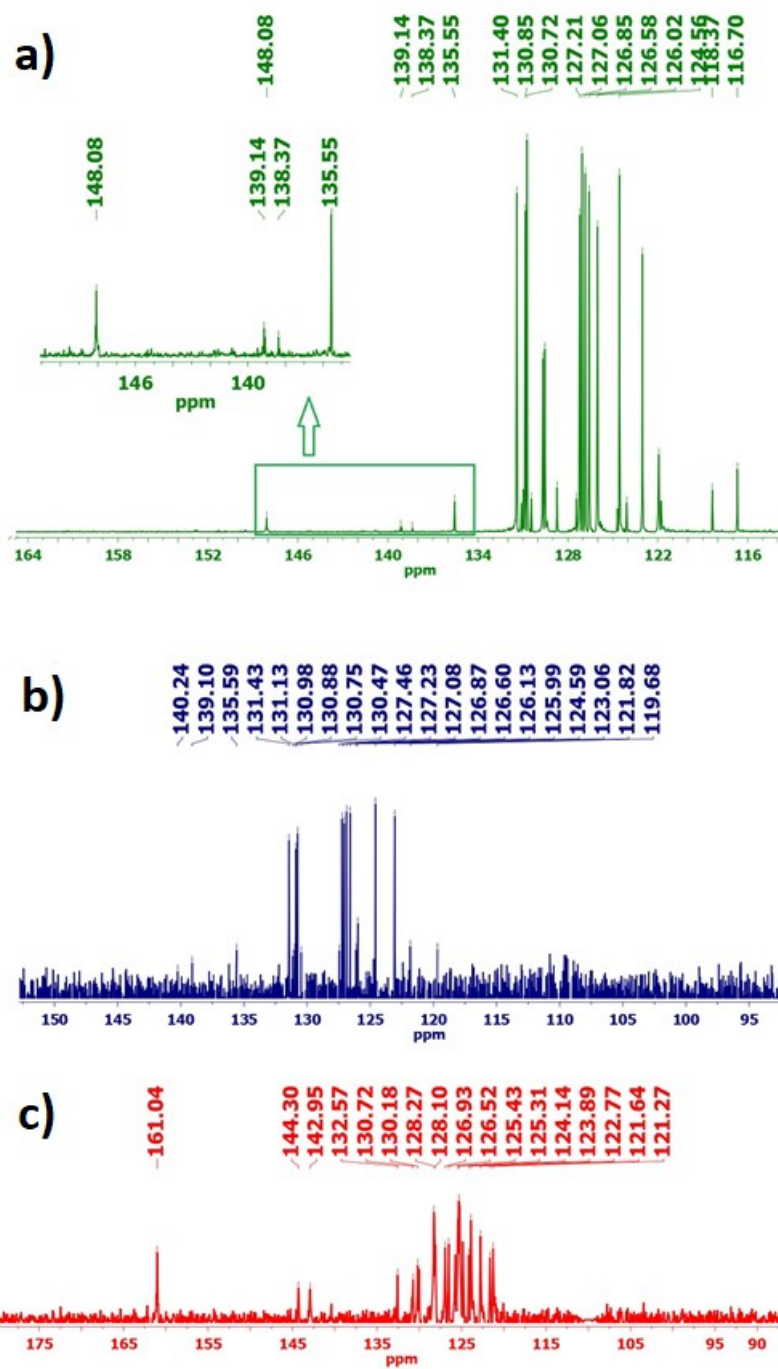 a)
148.08 139.14 138.37 135.55 131.40 130.85 130.72 127.21 127.06 126.85 126.58 126.02 124.56 118.37 116.70
148.08 139.14 138.37 135.55
146 140
ppm
164 158 152 146 140 134 128 122 116
ppm
b)
140.24 139.10 135.59 131.43 131.13 130.98 130.88 130.75 130.47 127.46 127.23 127.08 126.87 126.60 126.13 125.99 124.59 123.06 121.82 119.68
150 145 140 135 130 125 120 115 110 105 100 95
ppm
c)
161.04 144.30 142.95 132.57 130.72 130.18 128.27 128.10 126.93 126.52 125.43 125.31 124.14 123.89 122.77 121.64 121.27
175 165 155 145 135 125 115 105 90
ppm